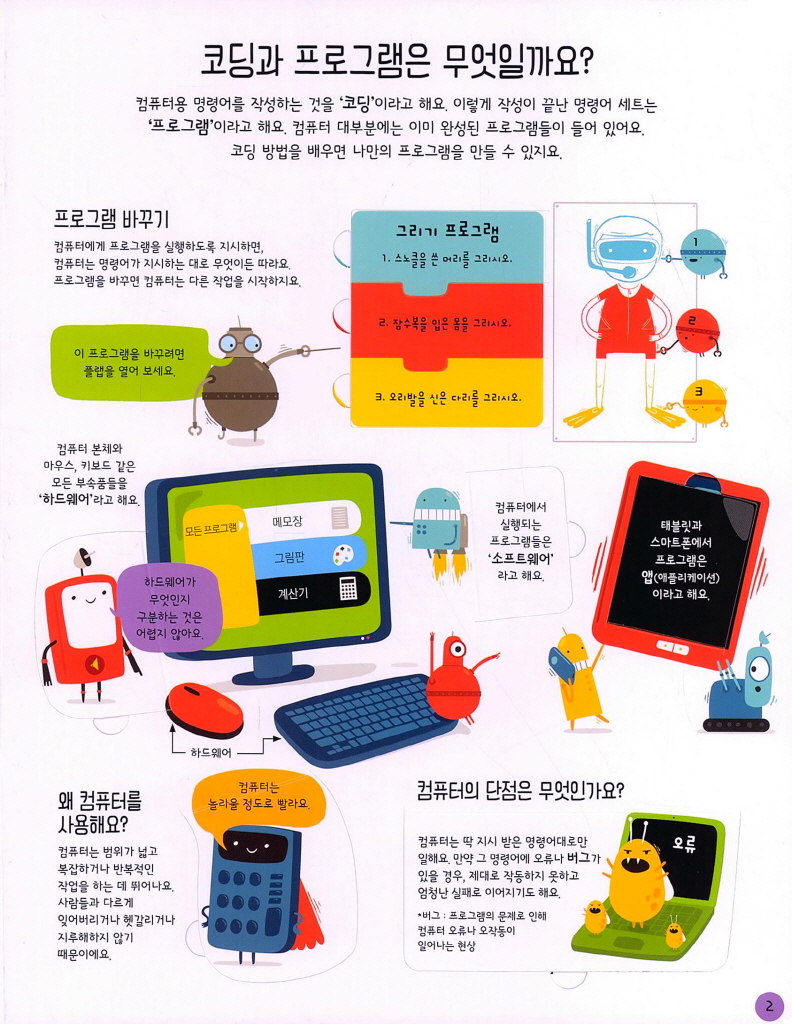 코딩과 프로그램은 무엇일까요?
컴퓨터용 명령어를 작성하는 것을 '코딩'이라고 해요. 이렇게 작성이 끝난 명령어 세트는
'프로그램'이라고 해요. 컴퓨터 대부분에는 이미 완성된 프로그램들이 들어 있어요.
코딩 방법을 배우면 나만의 프로그램을 만들 수 있지요.
프로그램 바꾸기
컴퓨터에게 프로그램을 실행하도록 지시하면,
컴퓨터는 명령어가 지시하는 대로 무엇이든 따라요.
프로그램을 바꾸면 컴퓨터는 다른 작업을 시작하지요.
이 프로그램을 바꾸려면
플랩을 열어 보세요.
그리기 프로그램
1. 스노클을 쓴 머리를 그리시오.
2. 잠수복을 입은 몸을 그리시오.
3. 오리발을 신은 다리를 그리시오.
1
2
3
컴퓨터 본체와
마우스, 키보드 같은
모든 부속품들을
'하드웨어'라고 해요.
하드웨어가
무엇인지
구분하는 것은
어렵지 않아요.
모든 프로그램
메모장
그림판
계산기
컴퓨터에서
실행되는
프로그램들은
'소프트웨어'
라고 해요.
태블릿과
스마트폰에서
프로그램은
앱(애플리케이션)
이라고 해요.
하드웨어
왜 컴퓨터를
사용해요?
컴퓨터는 범위가 넓고
복잡하거나 반복적인
작업을 하는 데 뛰어나요.
사람들과 다르게
잊어버리거나 헷갈리거나
지루해하지 않기
때문이에요.
컴퓨터는
놀라울 정도로 빨라요.
컴퓨터의 단점은 무엇인가요?
컴퓨터는 딱 지시 받은 명령어대로만
일해요. 만약 그 명령어에 오류나 버그가
있을 경우, 제대로 작동하지 못하고
엄청난 실패로 이어지기도 해요.
*버그 : 프로그램의 문제로 인해
컴퓨터 오류나 오작동이
일어나는 현상
오류
2